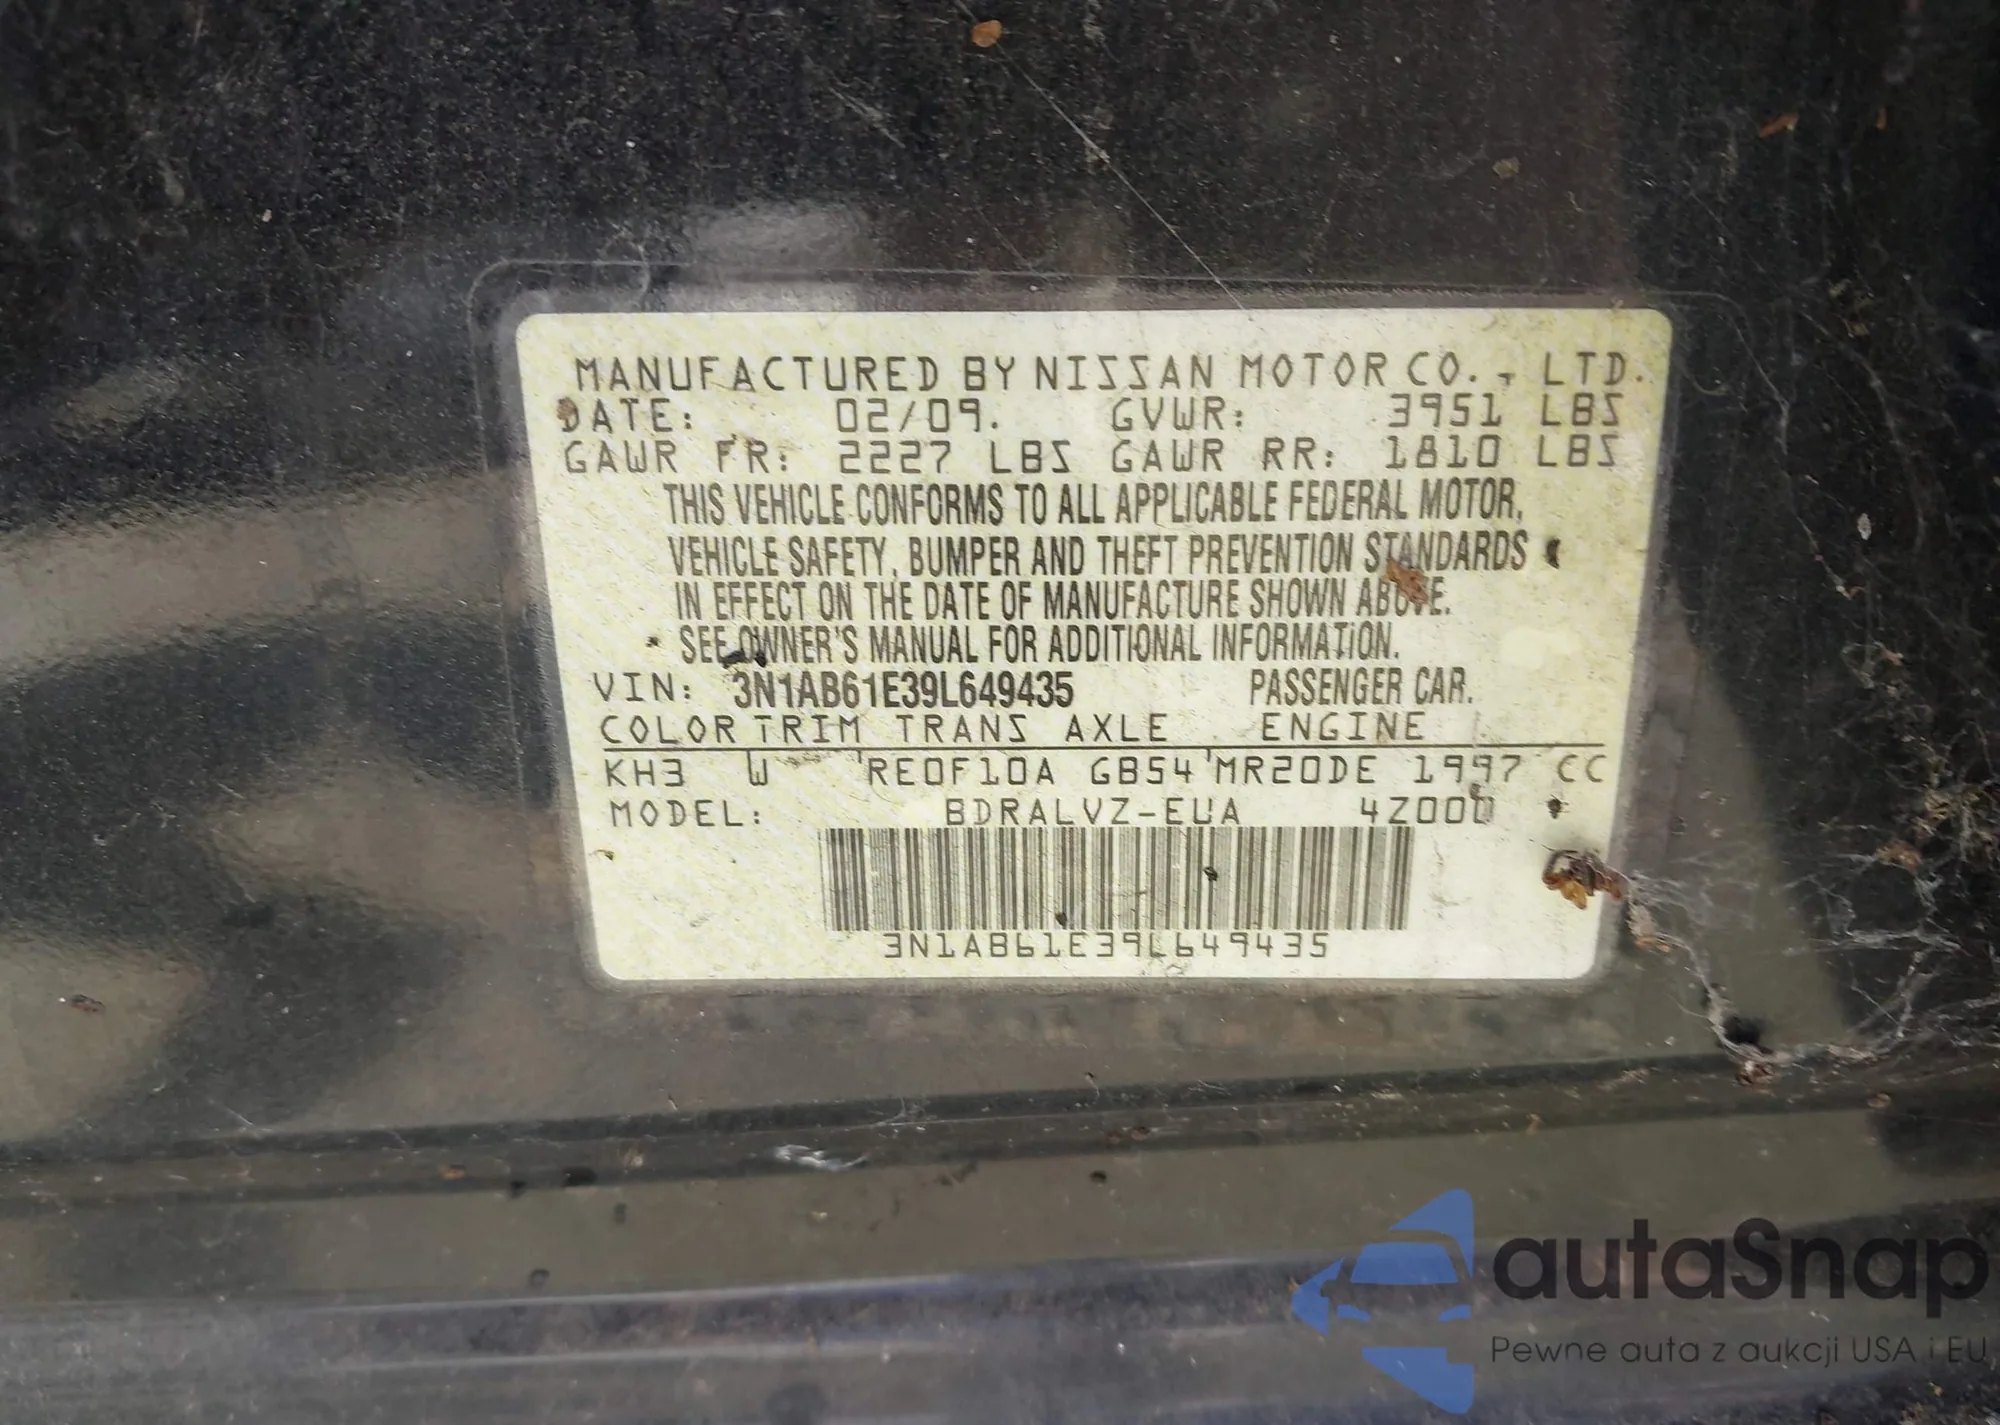 MANUFACTURED BY NISSAN MOTOR CO., LTD.
DATE: 02/09. GVWR: 3951 LBS
GAWR FR: 2227 LBS GAWR RR: 1810 LBS
THIS VEHICLE CONFORMS TO ALL APPLICABLE FEDERAL MOTOR,
VEHICLE SAFETY, BUMPER AND THEFT PREVENTION STANDARDS
IN EFFECT ON THE DATE OF MANUFACTURE SHOWN ABOVE.
SEE OWNER'S MANUAL FOR ADDITIONAL INFORMATION.
VIN: 3N1AB61E39L649435 PASSENGER CAR.
COLOR TRIM TRANS AXLE ENGINE
KH3 W RE0F10A GB54 MR20DE 1997 CC
MODEL: BDRALVZ-EUA 4Z000
3N1AB61E39L649435
autaSnap
Pewne auta z aukcji USA i EU